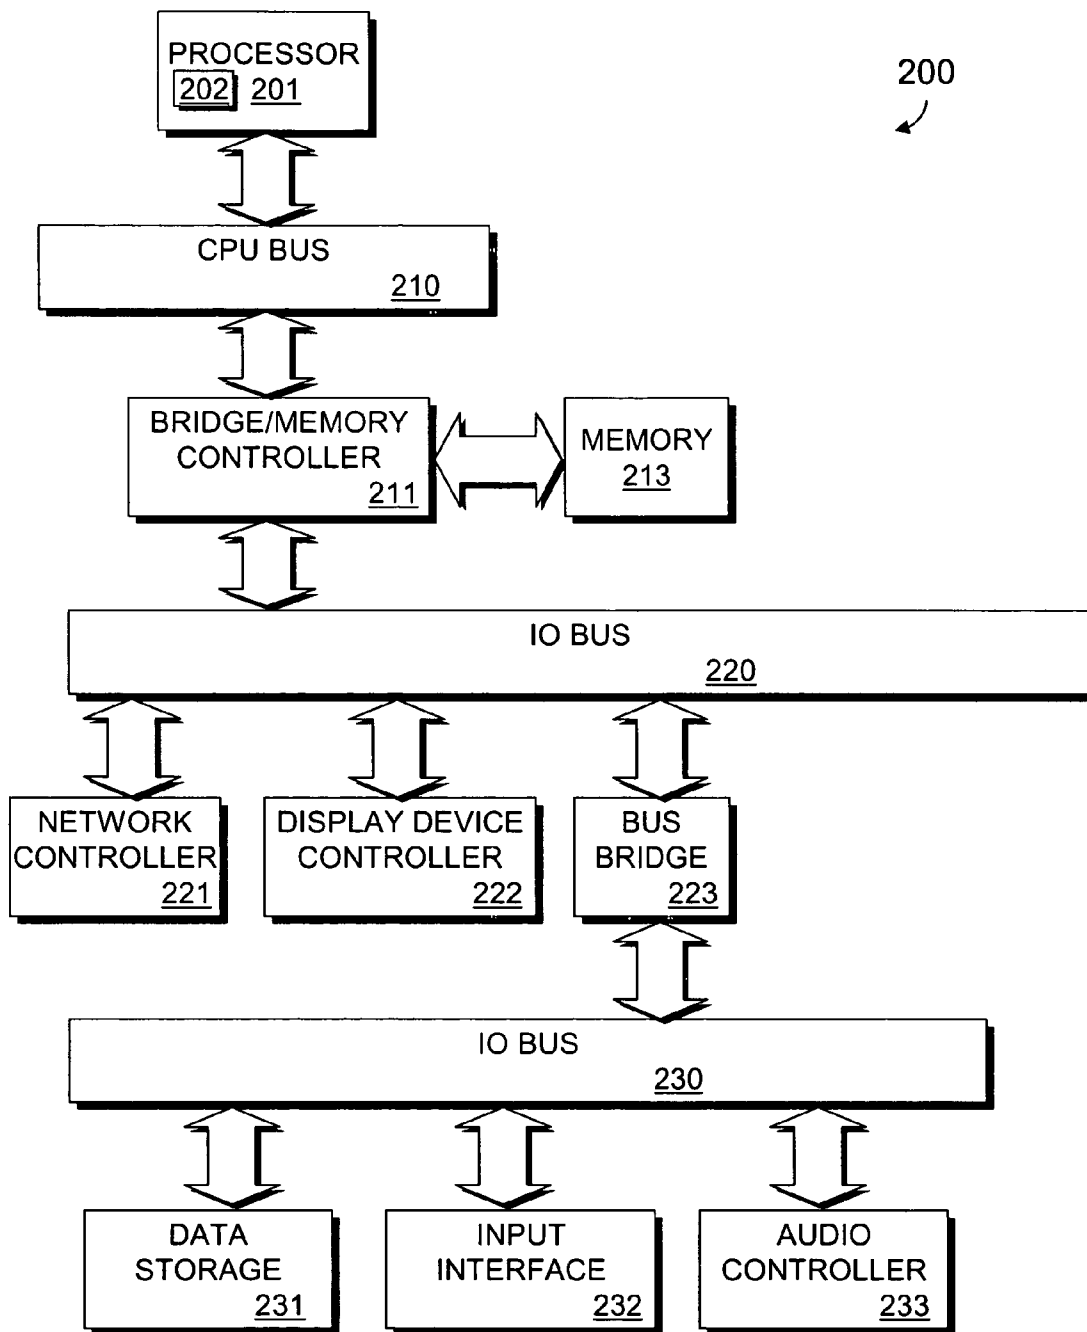 PROCESSOR
202 201
200
CPU BUS
210
BRIDGE/MEMORY
CONTROLLER
211
MEMORY
213
IO BUS
220
NETWORK
CONTROLLER
221
DISPLAY DEVICE
CONTROLLER
222
BUS
BRIDGE
223
IO BUS
230
DATA
STORAGE
231
INPUT
INTERFACE
232
AUDIO
CONTROLLER
233